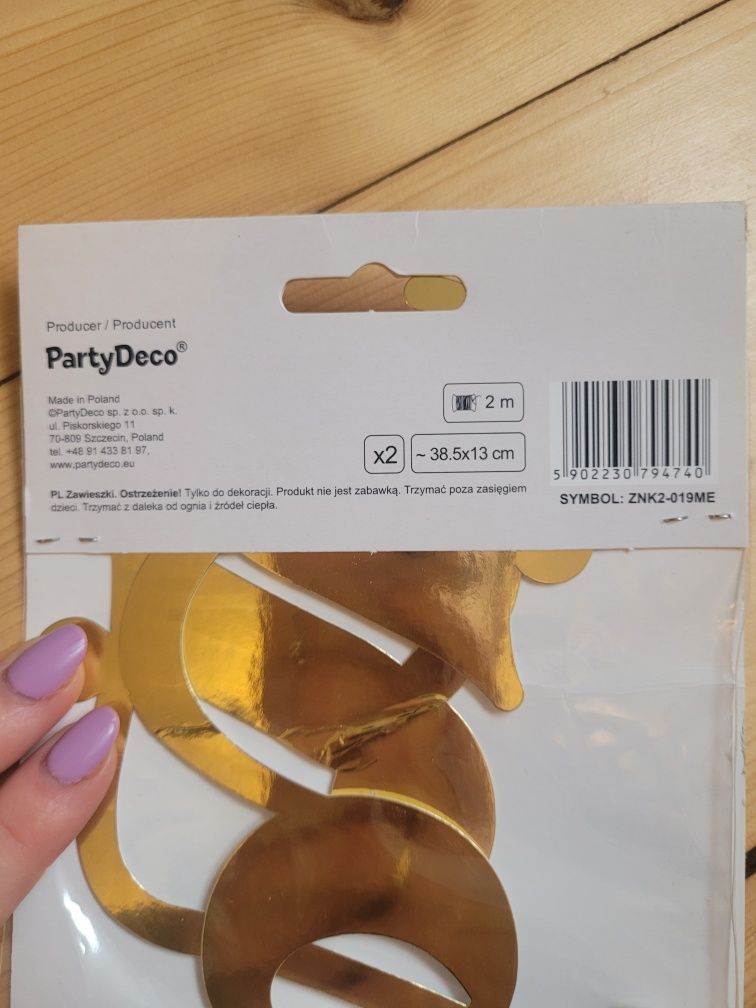 Producer / Producent
PartyDeco®
Made in Poland
©PartyDeco sp. z o.o. sp. k.
ul. Piskorskiego 11
70-809 Szczecin, Poland
tel. +48 91 433 81 97,
www.partydeco.eu
2 m
x2
~ 38.5x13 cm
5 902230 794740
SYMBOL: ZNK2-019ME
PL Zawieszki. Ostrzeżenie! Tylko do dekoracji. Produkt nie jest zabawką. Trzymać poza zasięgiem
dzieci. Trzymać z daleka od ognia i źródeł ciepła.